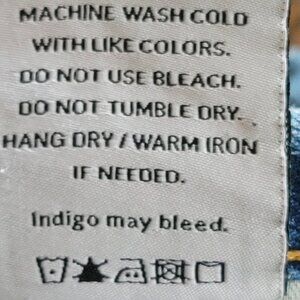 MACHINE WASH COLD
WITH LIKE COLORS.
DO NOT USE BLEACH.
DO NOT TUMBLE DRY.
HANG DRY / WARM IRON
IF NEEDED.
Indigo may bleed.